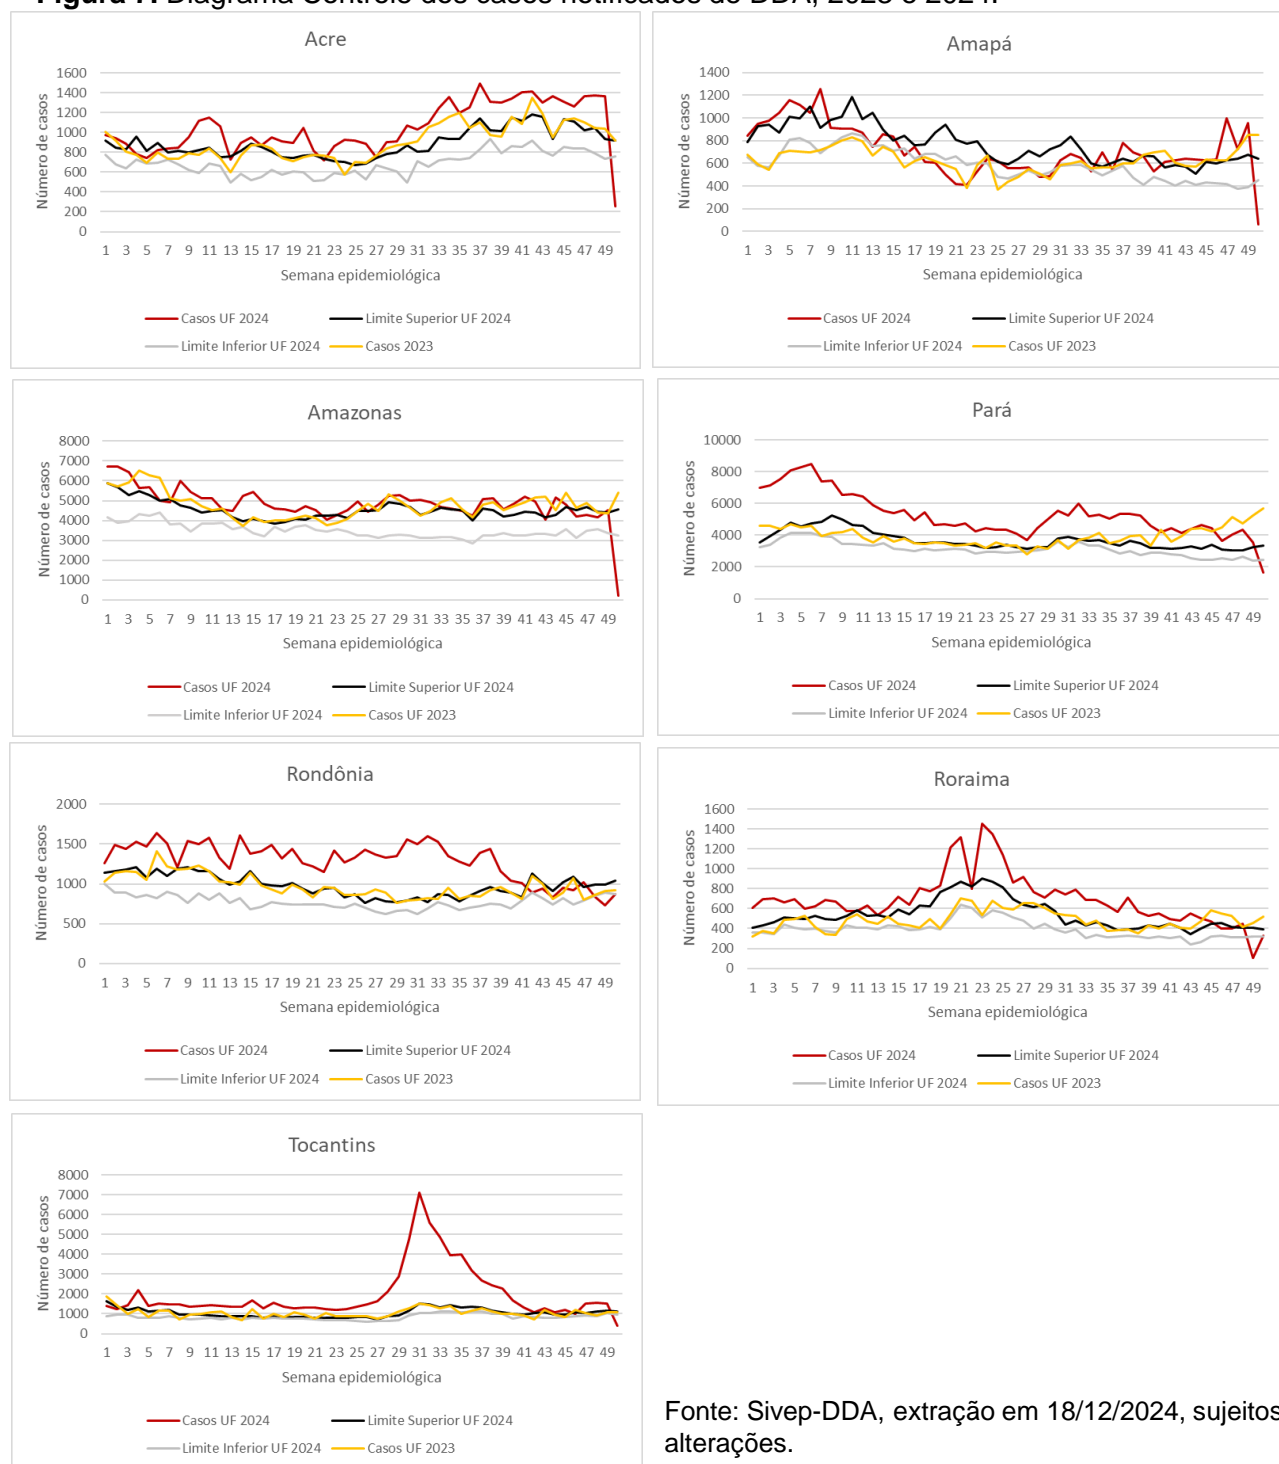 Figura 7. Diagrama Controle dos casos notificados de DDA, 2023 e 2024.
Acre
Número de casos
1600
1400
1200
1000
800
600
400
200
0
1 3 5 7 9 11 13 15 17 19 21 23 25 27 29 31 33 35 37 39 41 43 45 47 49
Semana epidemiológica
Casos UF 2024 Limite Superior UF 2024
Limite Inferior UF 2024 Casos 2023
Amapá
Número de casos
1400
1200
1000
800
600
400
200
0
1 3 5 7 9 11 13 15 17 19 21 23 25 27 29 31 33 35 37 39 41 43 45 47 49
Semana epidemiológica
Casos UF 2024 Limite Superior UF 2024
Limite Inferior UF 2024 Casos UF 2023
Amazonas
Número de casos
8000
7000
6000
5000
4000
3000
2000
1000
0
1 3 5 7 9 11 13 15 17 19 21 23 25 27 29 31 33 35 37 39 41 43 45 47 49
Semana epidemiológica
Casos UF 2024 Limite Superior UF 2024
Limite Inferior UF 2024 Casos UF 2023
Pará
Número de casos
10000
8000
6000
4000
2000
0
1 3 5 7 9 11 13 15 17 19 21 23 25 27 29 31 33 35 37 39 41 43 45 47 49
Semana epidemiológica
Casos UF 2024 Limite Superior UF 2024
Limite Inferior UF 2024 Casos UF 2023
Rondônia
Número de casos
2000
1500
1000
500
0
1 3 5 7 9 11 13 15 17 19 21 23 25 27 29 31 33 35 37 39 41 43 45 47 49
Semana epidemiológica
Casos UF 2024 Limite Superior UF 2024
Limite Inferior UF 2024 Casos UF 2023
Roraima
Número de casos
1600
1400
1200
1000
800
600
400
200
0
1 3 5 7 9 11 13 15 17 19 21 23 25 27 29 31 33 35 37 39 41 43 45 47 49
Semana epidemiológica
Casos UF 2024 Limite Superior UF 2024
Limite Inferior UF 2024 Casos UF 2023
Tocantins
Número de casos
8000
7000
6000
5000
4000
3000
2000
1000
0
1 3 5 7 9 11 13 15 17 19 21 23 25 27 29 31 33 35 37 39 41 43 45 47 49
Semana epidemiológica
Casos UF 2024 Limite Superior UF 2024
Limite Inferior UF 2024 Casos UF 2023
Fonte: Sivep-DDA, extração em 18/12/2024, sujeitos
alterações.